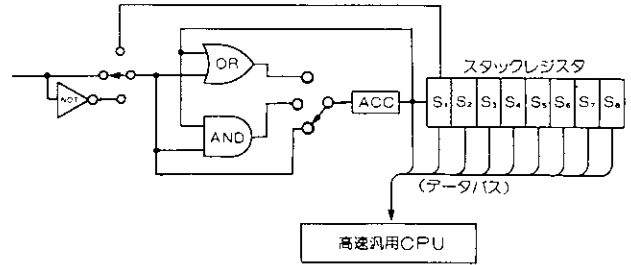 スタックレジスタ
OR
NOT
AND
ACC
S₁ S₂ S₃ S₄ S₅ S₆ S₇ S₈
(データバス)
高速汎用CPU